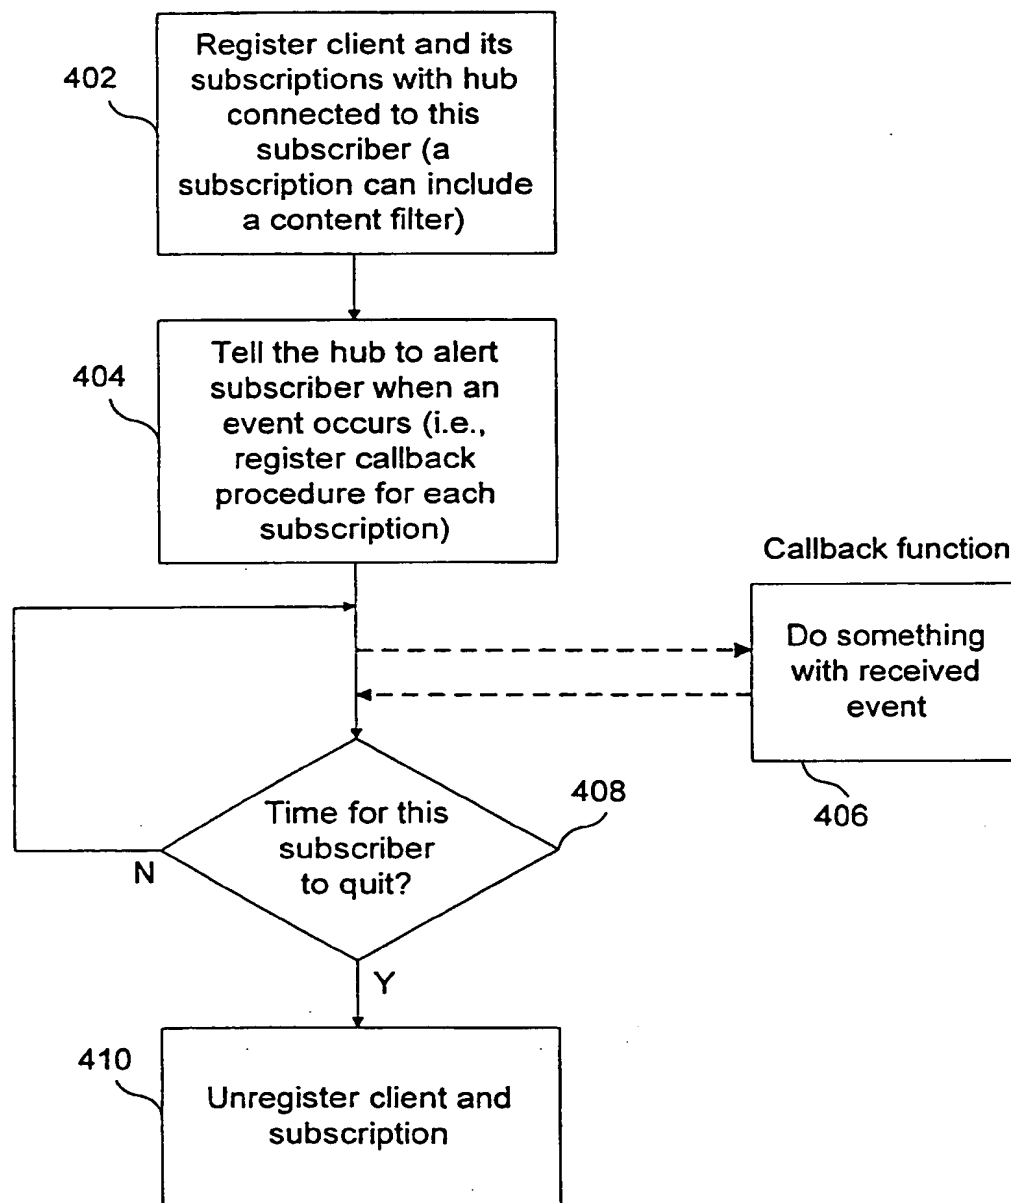 402
Register client and its
subscriptions with hub
connected to this
subscriber (a
subscription can include
a content filter)
404
Tell the hub to alert
subscriber when an
event occurs (i.e.,
register callback
procedure for each
subscription)
Callback function
Do something
with received
event
406
Time for this
subscriber
to quit?
408
N
Y
410
Unregister client and
subscription